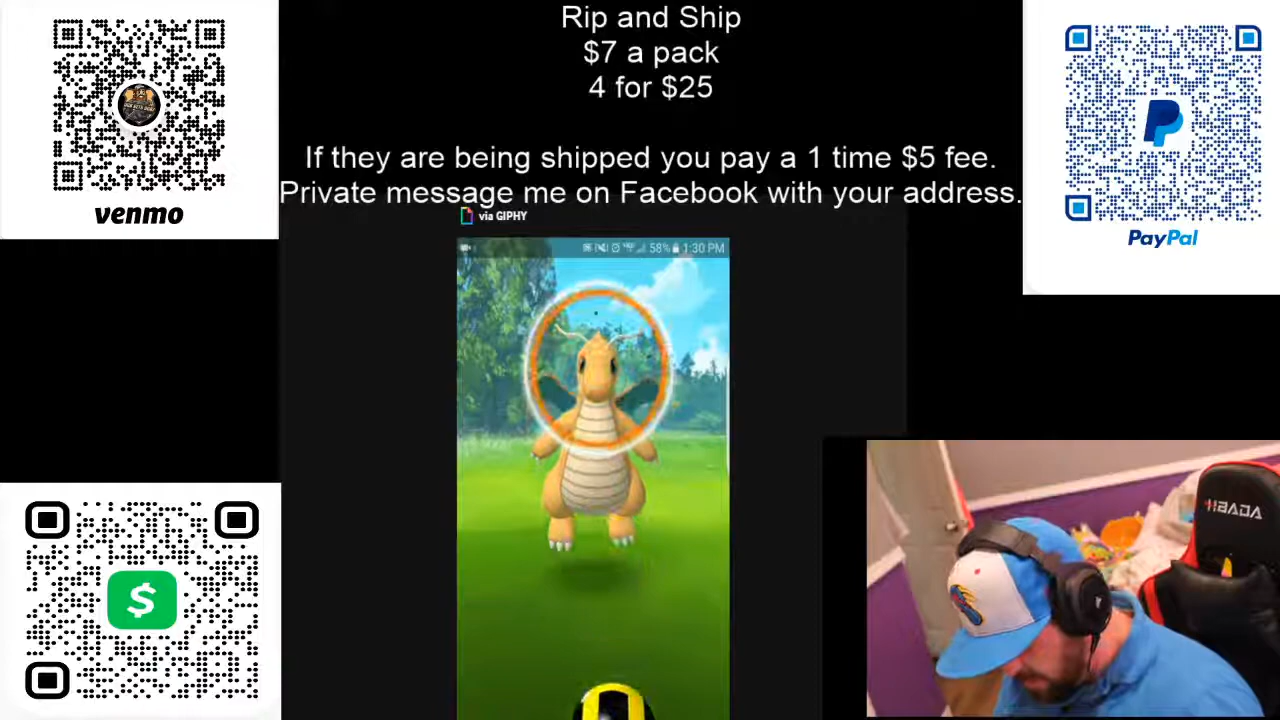 Rip and Ship
$7 a pack
4 for $25
If they are being shipped you pay a 1 time $5 fee.
Private message me on Facebook with your address.
via GIPHY
58% 1:30 PM
venmo
PayPal
$
HBADA